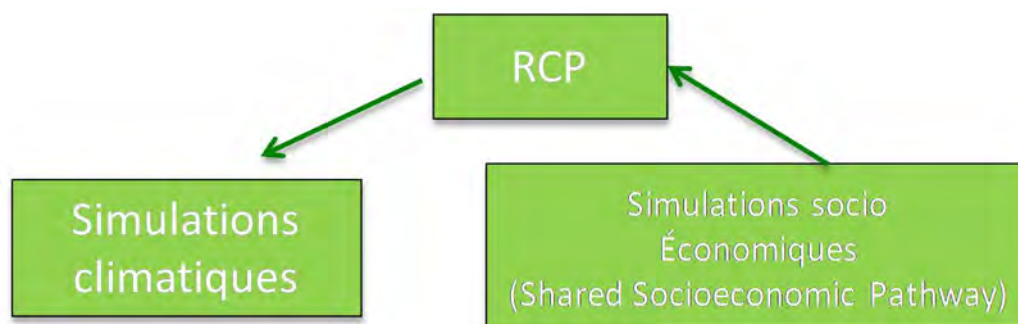 RCP
Simulations
climatiques
Simulations socio
Économiques
(Shared Socioeconomic Pathway)